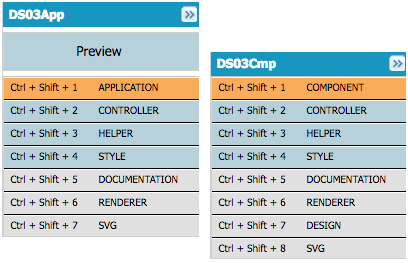 DS03App
Preview
Ctrl + Shift + 1 APPLICATION
Ctrl + Shift + 2 CONTROLLER
Ctrl + Shift + 3 HELPER
Ctrl + Shift + 4 STYLE
Ctrl + Shift + 5 DOCUMENTATION
Ctrl + Shift + 6 RENDERER
Ctrl + Shift + 7 SVG
DS03Cmp
Ctrl + Shift + 1 COMPONENT
Ctrl + Shift + 2 CONTROLLER
Ctrl + Shift + 3 HELPER
Ctrl + Shift + 4 STYLE
Ctrl + Shift + 5 DOCUMENTATION
Ctrl + Shift + 6 RENDERER
Ctrl + Shift + 7 DESIGN
Ctrl + Shift + 8 SVG